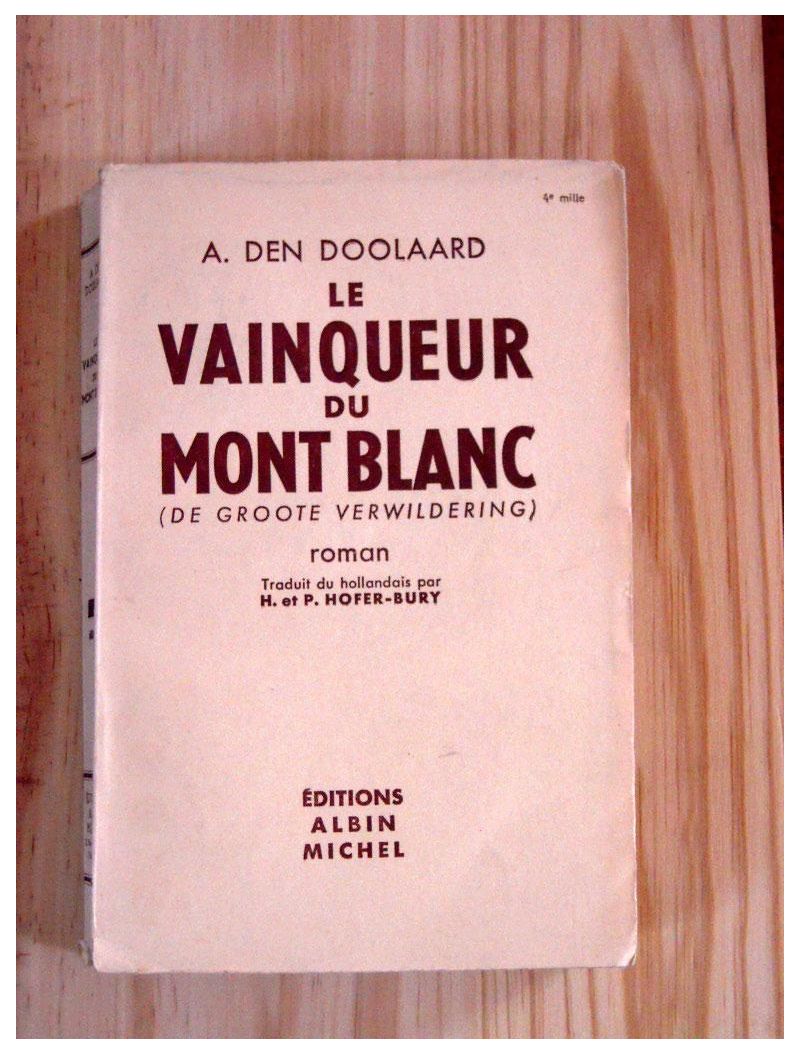 4e mille
A. DEN DOOLAARD
LE
VAINQUEUR
DU
MONT BLANC
(DE GROOTE VERWILDERING)
roman
Traduit du hollandais par
H. et P. HOFER-BURY
ÉDITIONS
ALBIN
MICHEL